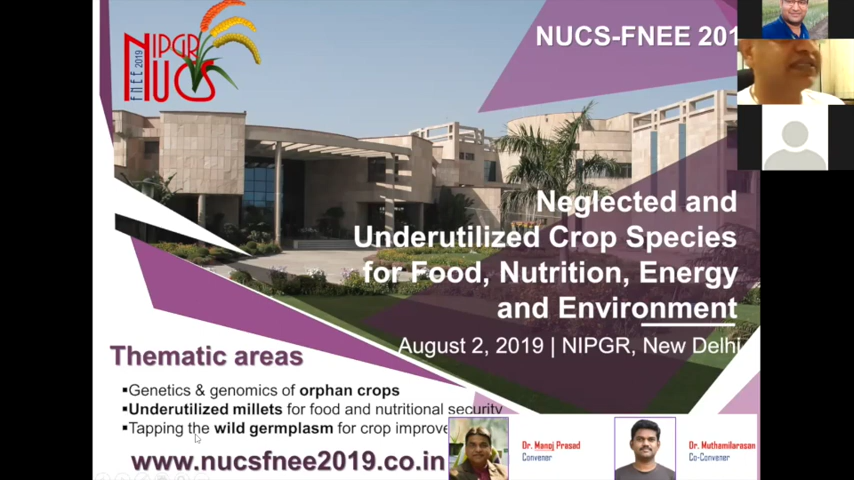 NIPGR
NUCS
FNEE 2019
NUCS-FNEE 201
Neglected and
Underutilized Crop Species
for Food, Nutrition, Energy
and Environment
August 2, 2019 | NIPGR, New Delhi
Thematic areas
▪Genetics & genomics of orphan crops
▪Underutilized millets for food and nutritional security
▪Tapping the wild germplasm for crop improve
www.nucsfnee2019.co.in
Dr. Manoj Prasad
Convener
Dr. Muthamilarasan
Co-Convener